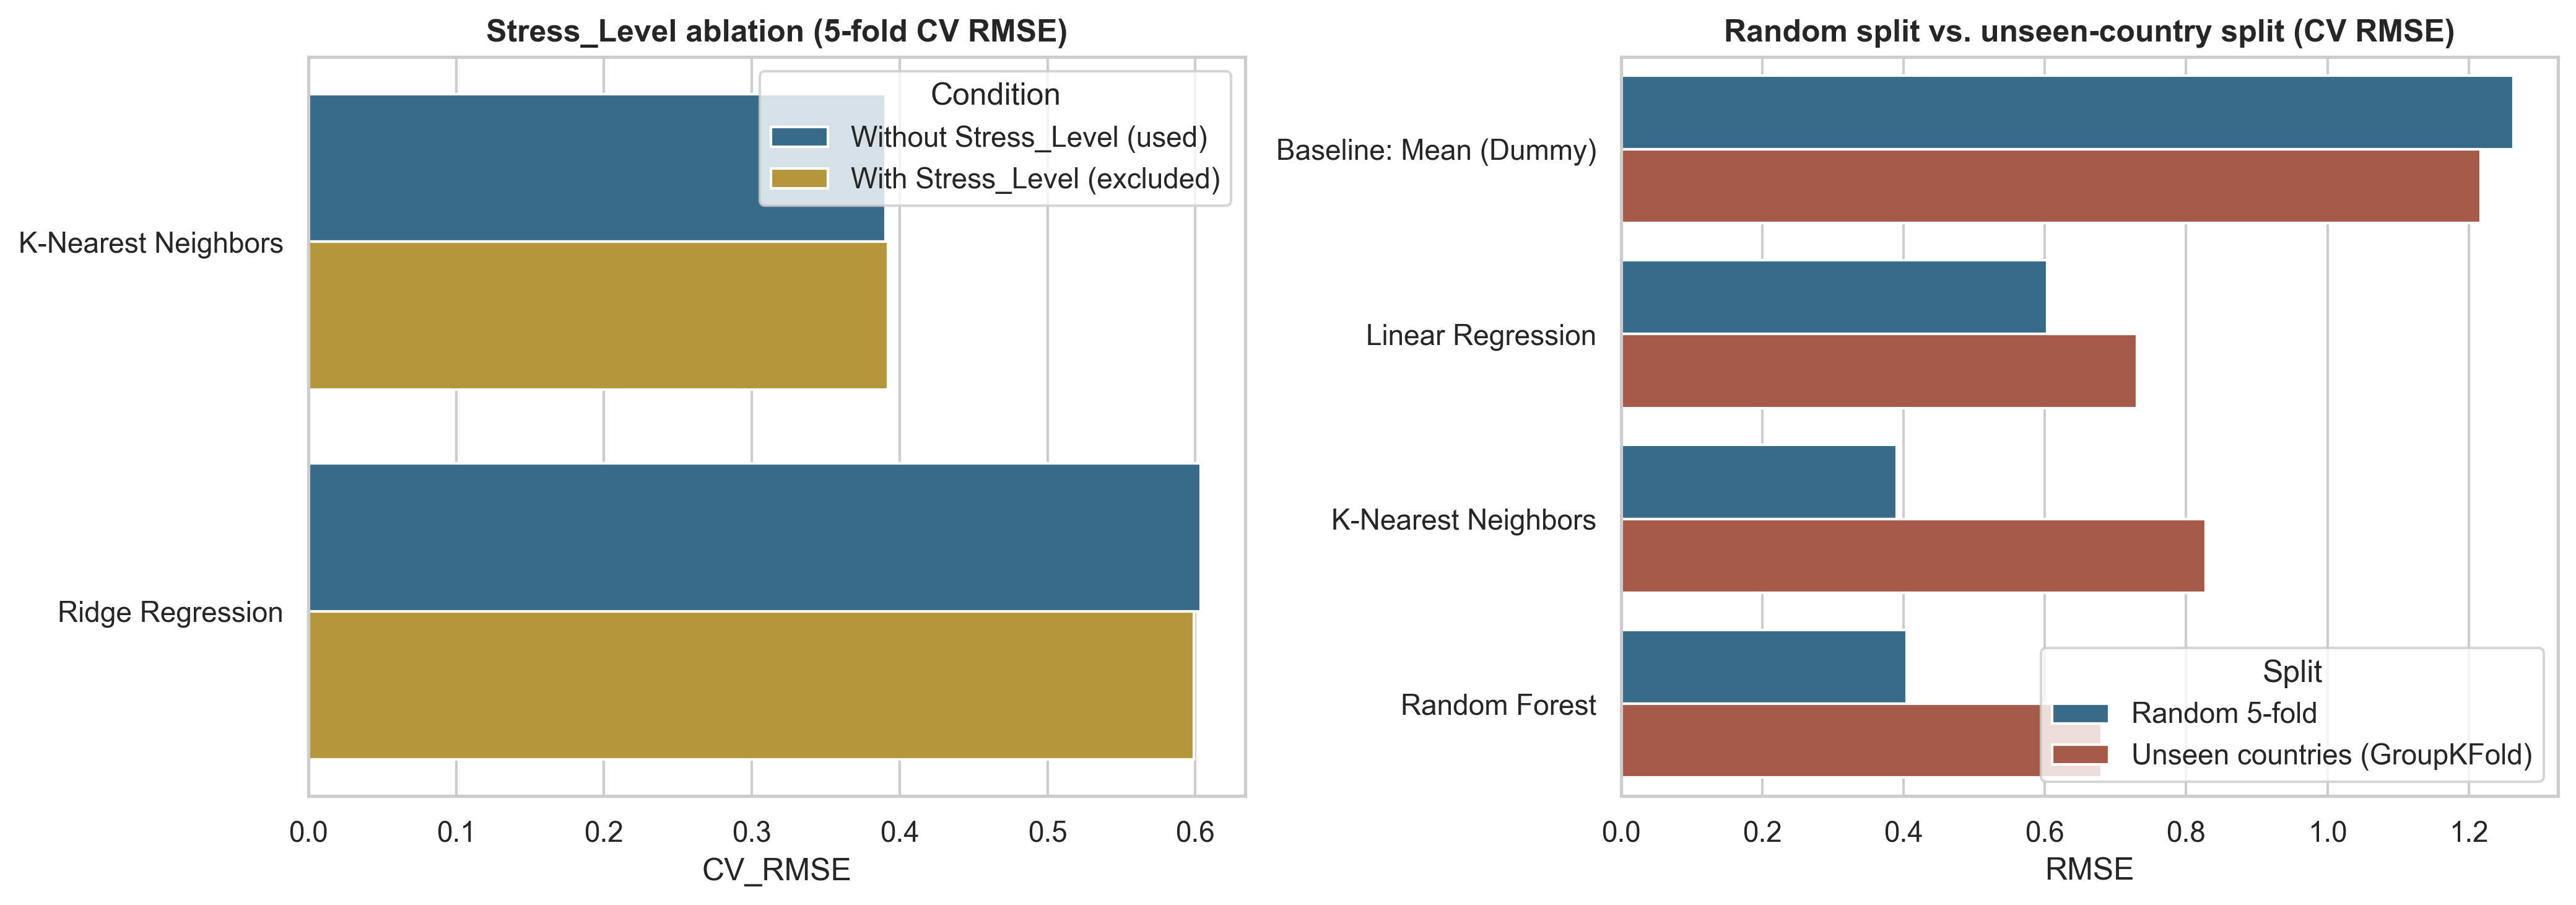 Stress_Level ablation (5-fold CV RMSE)
Condition
Without Stress_Level (used)
With Stress_Level (excluded)
K-Nearest Neighbors
Ridge Regression
0.0 0.1 0.2 0.3 0.4 0.5 0.6
CV_RMSE
Random split vs. unseen-country split (CV RMSE)
Baseline: Mean (Dummy)
Linear Regression
K-Nearest Neighbors
Random Forest
Split
Random 5-fold
Unseen countries (GroupKFold)
0.0 0.2 0.4 0.6 0.8 1.0 1.2
RMSE